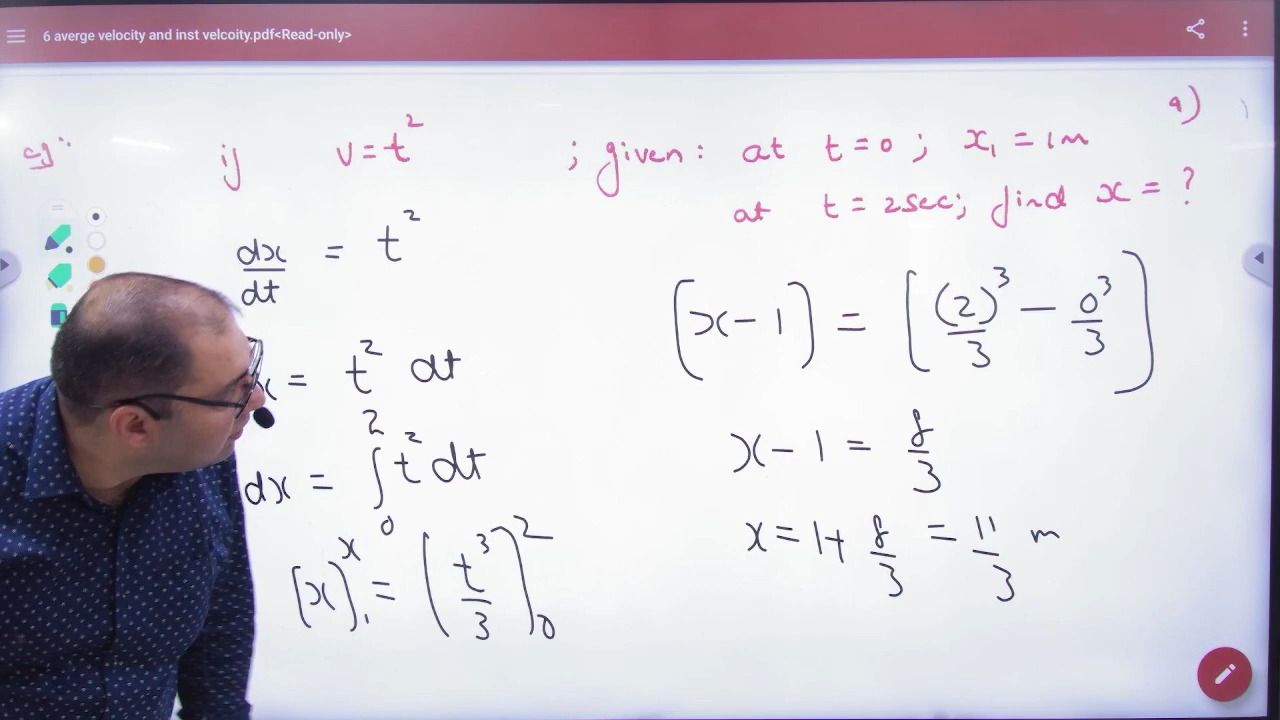 6 averge velocity and inst velcoity.pdf<Read-only>
a)
eg: if v = t² ; given: at t = 0 ; x₁ = 1m
at t = 2sec; find x = ?
dx/dt = t²
x = t² dt
dx = ∫₀² t² dt
[x]₁ˣ = (t³/3)₀²
[x - 1] = [(2)³/3 - 0³/3]
x - 1 = 8/3
x = 1 + 8/3 = 11/3 m